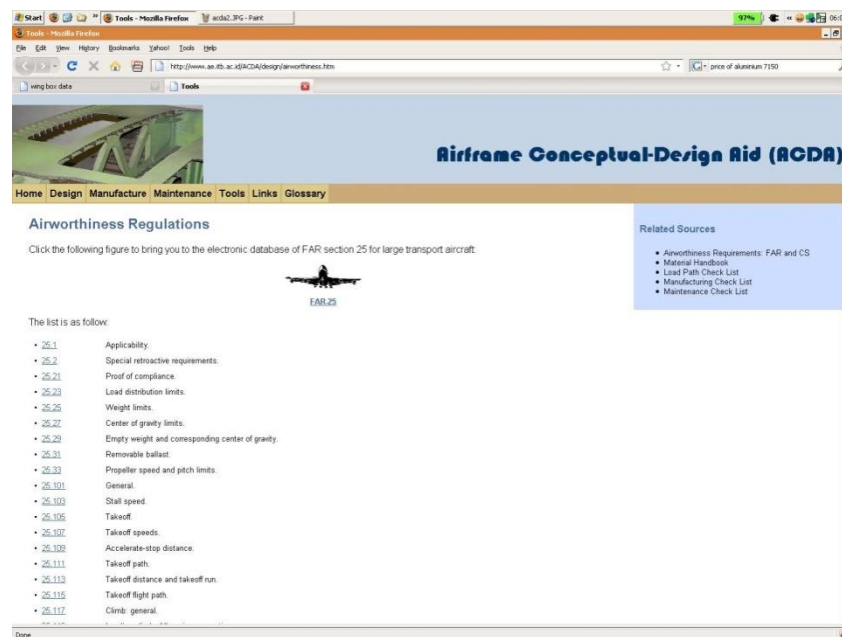 Start
Tools - Mozilla Firefox
acda2.JPG - Paint
97%
Tools - Mozilla Firefox
File Edit View History Bookmarks Yahoo! Tools Help
http://www.ae.itb.ac.id/ACDA/design/airworthiness.htm
price of aluminium 7150
wing box data
Tools
Airframe Conceptual-Design Aid (ACDA)
Home Design Manufacture Maintenance Tools Links Glossary
Airworthiness Regulations
Click the following figure to bring you to the electronic database of FAR section 25 for large transport aircraft.
FAR 25
The list is as follow:
• 25.1 Applicability.
• 25.2 Special retroactive requirements.
• 25.21 Proof of compliance.
• 25.23 Load distribution limits.
• 25.25 Weight limits.
• 25.27 Center of gravity limits.
• 25.29 Empty weight and corresponding center of gravity.
• 25.31 Removable ballast.
• 25.33 Propeller speed and pitch limits.
• 25.101 General.
• 25.103 Stall speed.
• 25.105 Takeoff.
• 25.107 Takeoff speeds.
• 25.109 Accelerate-stop distance.
• 25.111 Takeoff path.
• 25.113 Takeoff distance and takeoff run.
• 25.115 Takeoff flight path.
• 25.117 Climb: general.
Related Sources
• Airworthiness Requirements: FAR and CS
• Material Handbook
• Load Path Check List
• Manufacturing Check List
• Maintenance Check List
Done